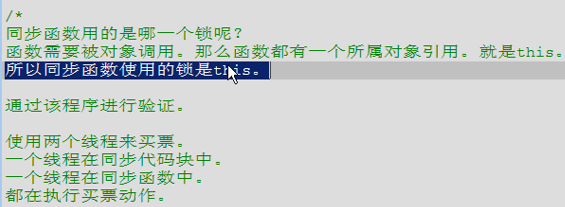 /*
同步函数用的是哪一个锁呢？
函数需要被对象调用。那么函数都有一个所属对象引用。就是this。
所以同步函数使用的锁是this。
通过该程序进行验证。
使用两个线程来买票。
一个线程在同步代码块中。
一个线程在同步函数中。
都在执行买票动作。